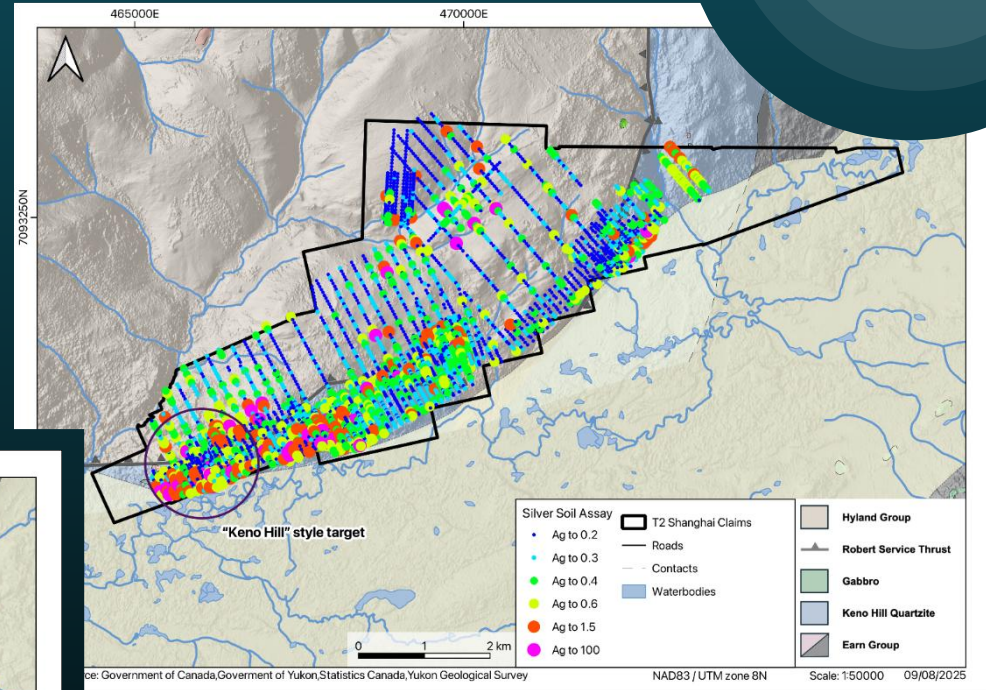 465000E
470000E
7093250N
"Keno Hill" style target
Silver Soil Assay
Ag to 0.2
Ag to 0.3
Ag to 0.4
Ag to 0.6
Ag to 1.5
Ag to 100
T2 Shanghai Claims
Roads
Contacts
Waterbodies
Hyland Group
Robert Service Thrust
Gabbro
Keno Hill Quartzite
Earn Group
0 1 2 km
ce: Government of Canada,Goverment of Yukon,Statistics Canada,Yukon Geological Survey
NAD83 / UTM zone 8N
Scale: 1:50000
09/08/2025